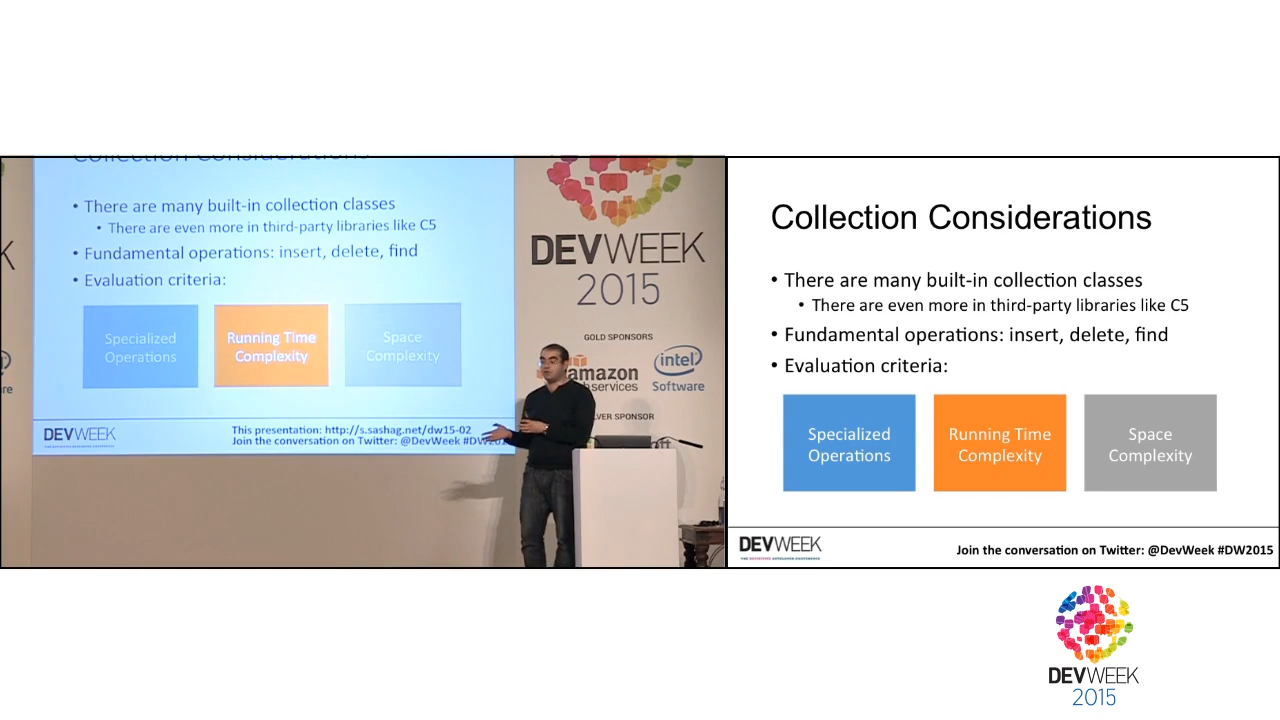 Collection Considerations
• There are many built-in collection classes
• There are even more in third-party libraries like C5
• Fundamental operations: insert, delete, find
• Evaluation criteria:
Specialized
Operations
Running Time
Complexity
Space
Complexity
DEVWEEK
This presentation: http://s.sashag.net/dw15-02
Join the conversation on Twitter: @DevWeek #DW201
DEVWEEK
2015
GOLD SPONSORS
amazon
intel
Software
Collection Considerations
• There are many built-in collection classes
• There are even more in third-party libraries like C5
• Fundamental operations: insert, delete, find
• Evaluation criteria:
Specialized
Operations
Running Time
Complexity
Space
Complexity
DEVWEEK
Join the conversation on Twitter: @DevWeek #DW2015
DEVWEEK
2015